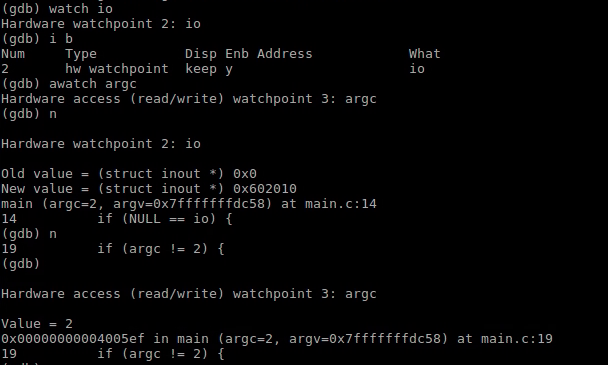 (gdb) watch io
Hardware watchpoint 2: io
(gdb) i b
Num     Type           Disp Enb Address            What
2       hw watchpoint  keep y                      io
(gdb) awatch argc
Hardware access (read/write) watchpoint 3: argc
(gdb) n

Hardware watchpoint 2: io

Old value = (struct inout *) 0x0
New value = (struct inout *) 0x602010
main (argc=2, argv=0x7fffffffdc58) at main.c:14
14          if (NULL == io) {
(gdb) n
19          if (argc != 2) {
(gdb)

Hardware access (read/write) watchpoint 3: argc

Value = 2
0x00000000004005ef in main (argc=2, argv=0x7fffffffdc58) at main.c:19
19          if (argc != 2) {